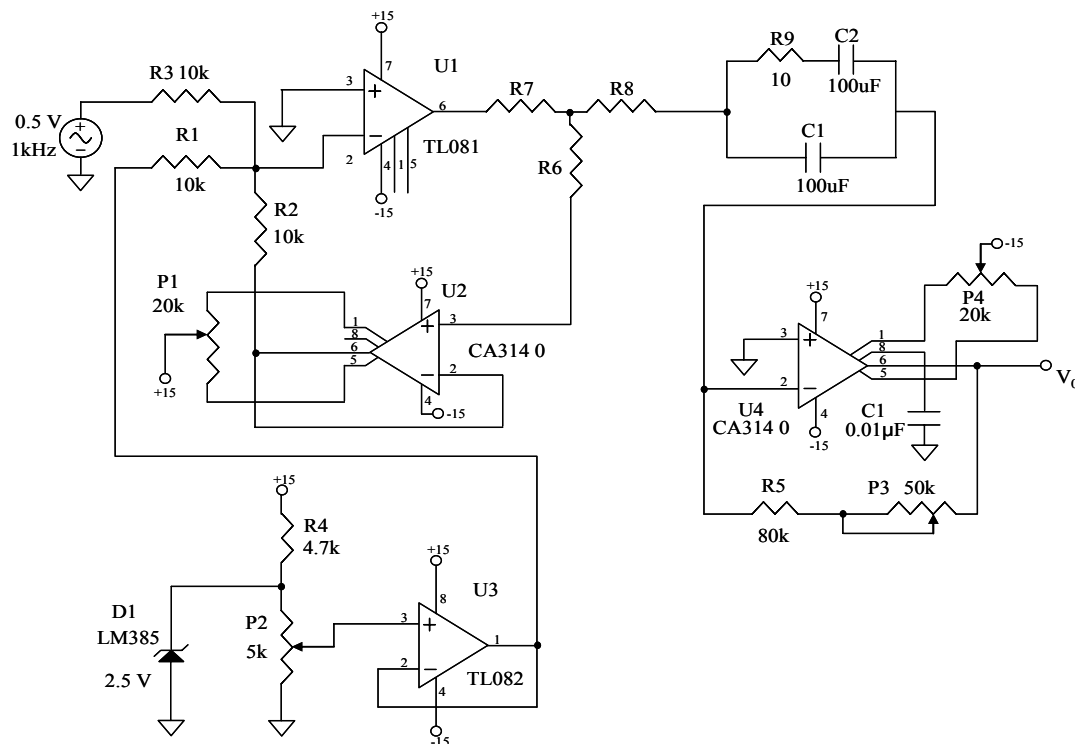 +15
R3 10k
3
7
U1
6
R7
R8
R9
10
C2
100uF
C1
100uF
0.5 V
1kHz
R1
10k
2
4
1
5
TL081
-15
R6
R2
10k
P1
20k
+15
1
8
6
5
+15
U2
7
3
2
4
-15
CA314 0
-15
P4
20k
+15
7
3
2
4
1
8
6
5
-15
U4
CA314 0
C1
0.01µF
V0
R5
80k
P3 50k
+15
R4
4.7k
D1
LM385
2.5 V
P2
5k
+15
8
U3
3
1
2
4
TL082
-15